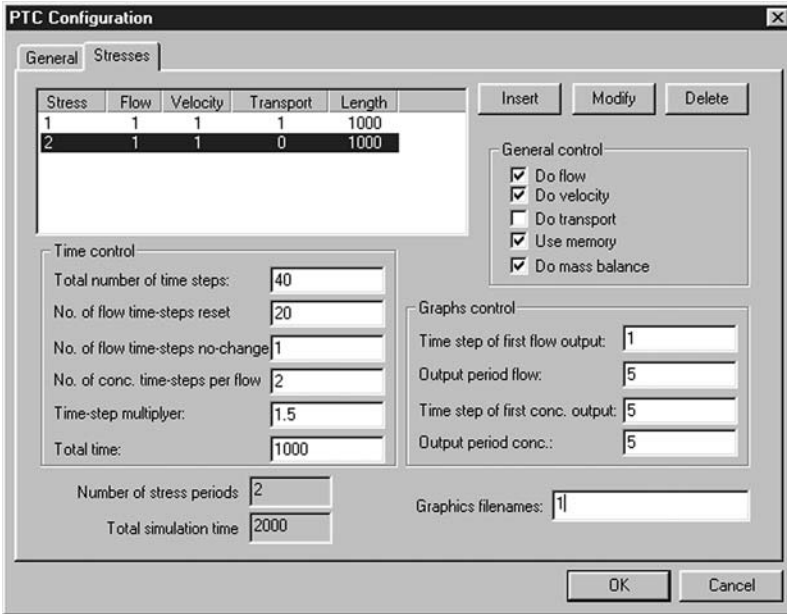 PTC Configuration
General Stresses
Stress Flow Velocity Transport Length
1 1 1 1 1000
2 1 1 0 1000
Insert Modify Delete
General control
Do flow
Do velocity
Do transport
Use memory
Do mass balance
Time control
Total number of time steps: 40
No. of flow time-steps reset 20
No. of flow time-steps no-change 1
No. of conc. time-steps per flow 2
Time-step multiplyer: 1.5
Total time: 1000
Graphs control
Time step of first flow output: 1
Output period flow: 5
Time step of first conc. output: 5
Output period conc.: 5
Number of stress periods 2
Total simulation time 2000
Graphics filenames: 1
OK Cancel